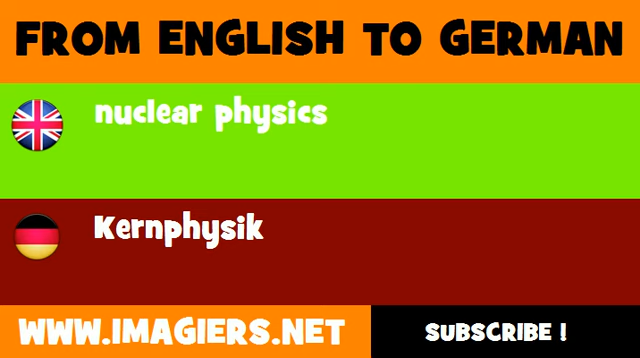 FROM ENGLISH TO GERMAN
nuclear physics
Kernphysik
WWW.IMAGIERS.NET
SUBSCRIBE !